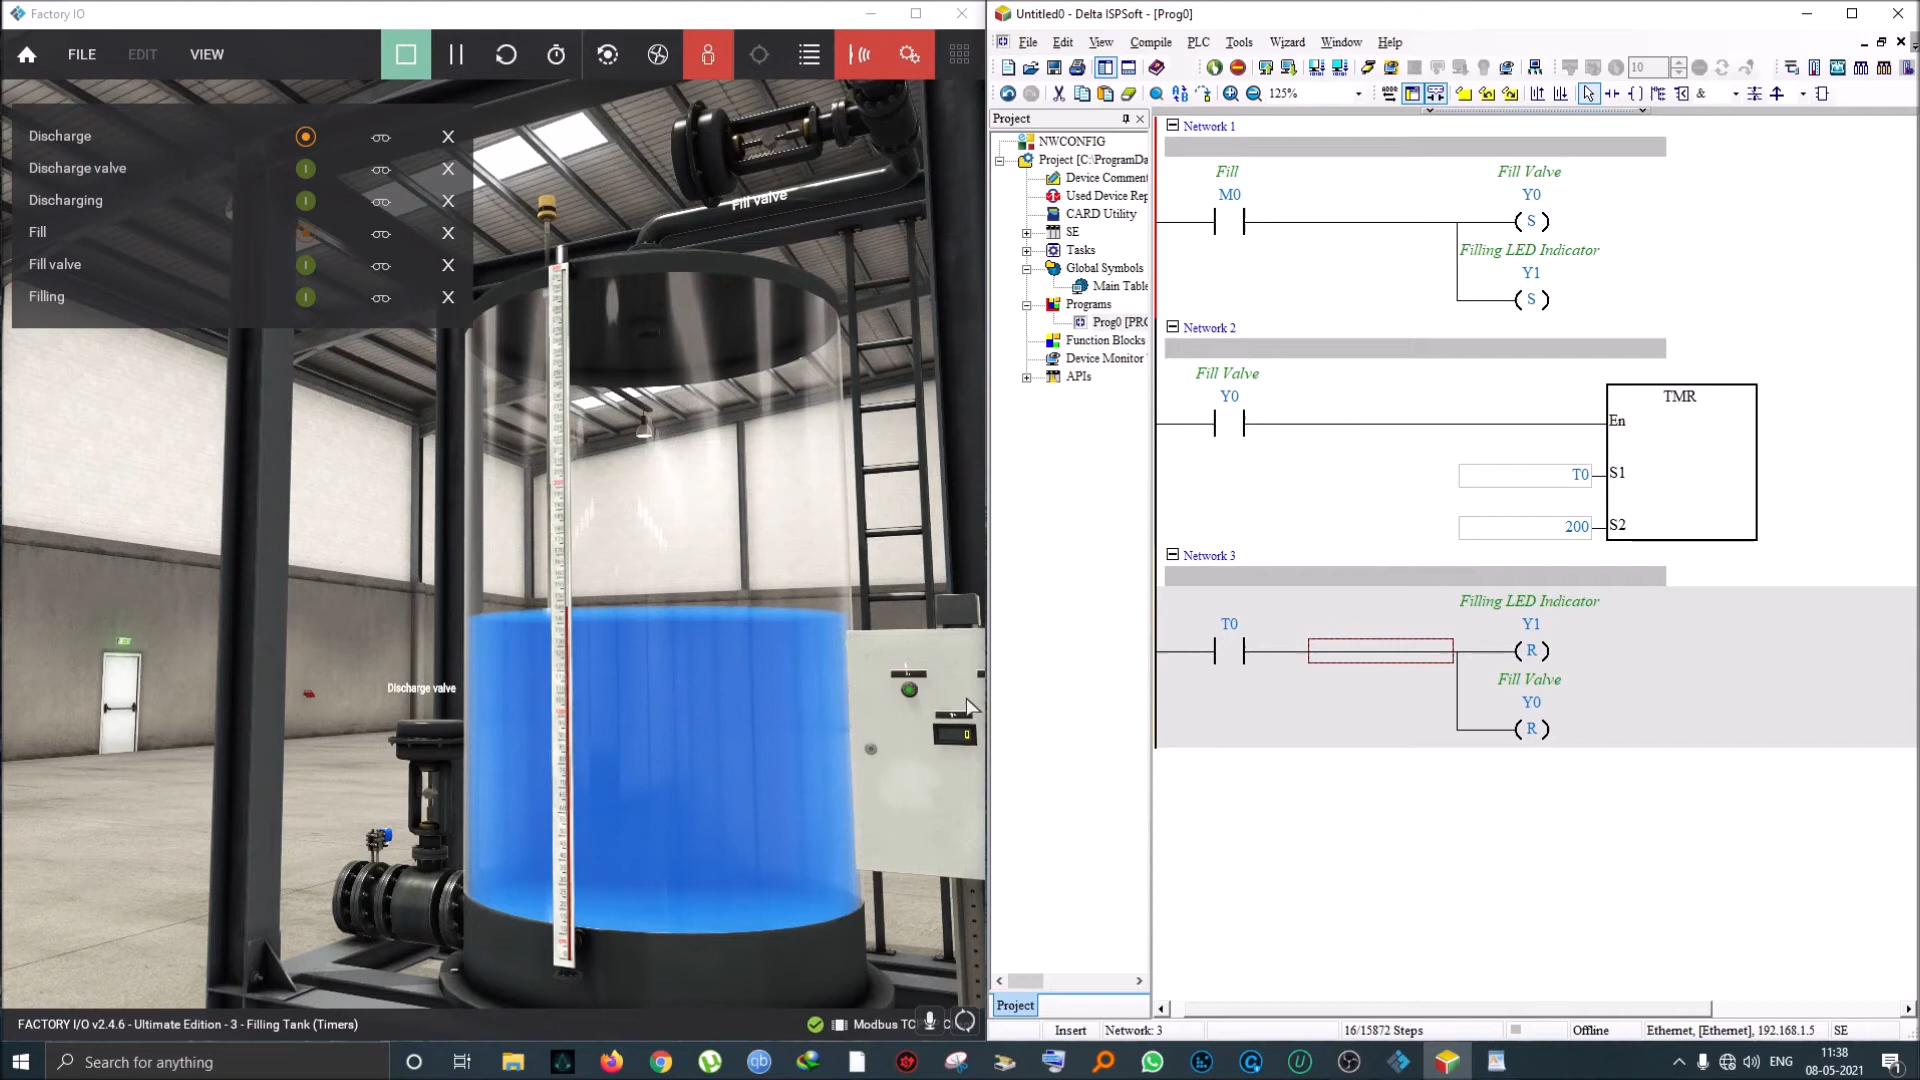 Factory IO
FILE
EDIT
VIEW
Discharge
X
Discharge valve
X
Discharging
X
Fill
X
Fill valve
X
Filling
X
Fill valve
Discharge valve
FACTORY I/O v2.4.6 - Ultimate Edition - 3 - Filling Tank (Timers)
Modbus TC
Untitled0 - Delta ISPSoft - [Prog0]
File
Edit
View
Compile
PLC
Tools
Wizard
Window
Help
10
125%
Project
NWCONFIG
Project [C:\ProgramDa
Device Comment
Used Device Rep
CARD Utility
SE
Tasks
Global Symbols
Main Table
Programs
Prog0 [PRO
Function Blocks
Device Monitor
APIs
Project
Network 1
Fill
M0
Fill Valve
Y0
S
Filling LED Indicator
Y1
S
Network 2
Fill Valve
Y0
TMR
En
T0
S1
200
S2
Network 3
T0
Filling LED Indicator
Y1
R
Fill Valve
Y0
R
Insert
Network: 3
16/15872 Steps
Offline
Ethernet, [Ethernet], 192.168.1.5
SE
Search for anything
ENG
11:38
08-05-2021